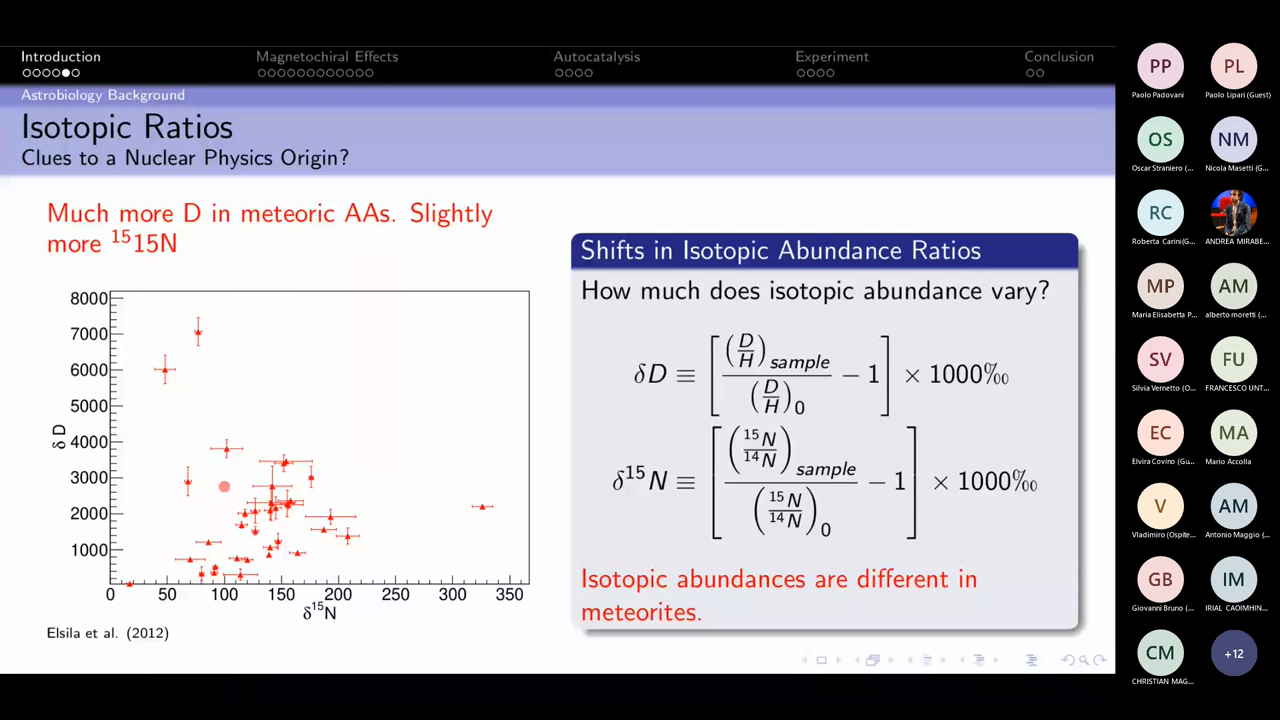 Introduction
Magnetochiral Effects
Autocatalysis
Experiment
Conclusion
Astrobiology Background
Isotopic Ratios
Clues to a Nuclear Physics Origin?
Much more D in meteoric AAs. Slightly
more ¹⁵15N
8000
7000
6000
5000
4000
3000
2000
1000
δ D
0 50 100 150 200 250 300 350
δ¹⁵N
Elsila et al. (2012)
Shifts in Isotopic Abundance Ratios
How much does isotopic abundance vary?
δD ≡ [ (D/H)sample / (D/H)₀ − 1 ] × 1000‰
δ¹⁵N ≡ [ (¹⁵N/¹⁴N)sample / (¹⁵N/¹⁴N)₀ − 1 ] × 1000‰
Isotopic abundances are different in
meteorites.
PP PL
Paolo Padovani Paolo Lipari (Guest)
OS NM
Oscar Straniero (... Nicola Masetti (G...
RC
Roberta Carini(G... ANDREA MIRABE...
MP AM
Maria Elisabetta P... alberto moretti (...
SV FU
Silvia Vernetto (O... FRANCESCO UNT...
EC MA
Elvira Covino (Gu... Mario Accolla
V AM
Vladimiro (Ospite... Antonio Maggio (...
GB IM
Giovanni Bruno (... IRIAL CAOIMHIN...
CM +12
CHRISTIAN MAG...